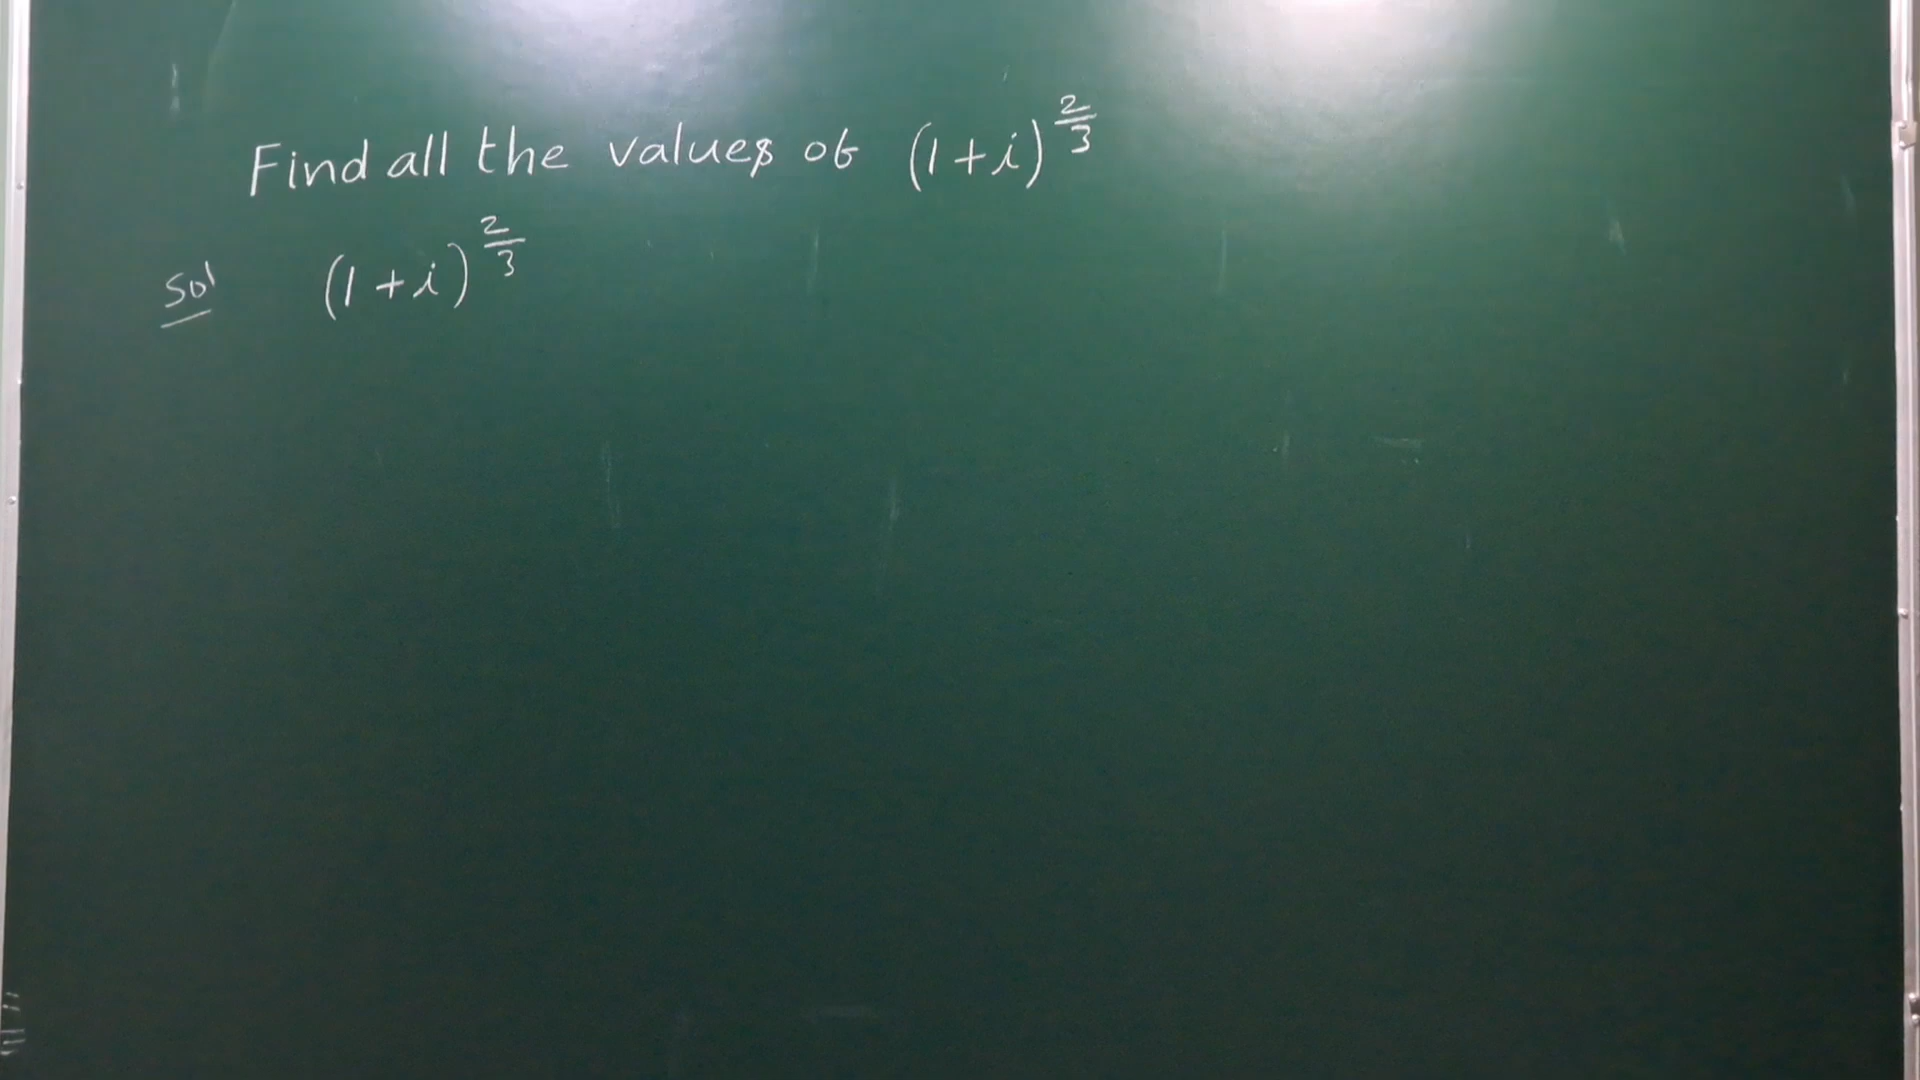 Find all the values of (1+i)^{2/3}
Sol (1+i)^{2/3}